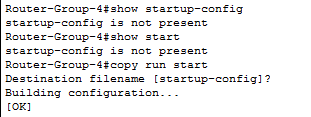 Router-Group-4#show startup-config
startup-config is not present
Router-Group-4#show start
startup-config is not present
Router-Group-4#copy run start
Destination filename [startup-config]?
Building configuration...
[OK]